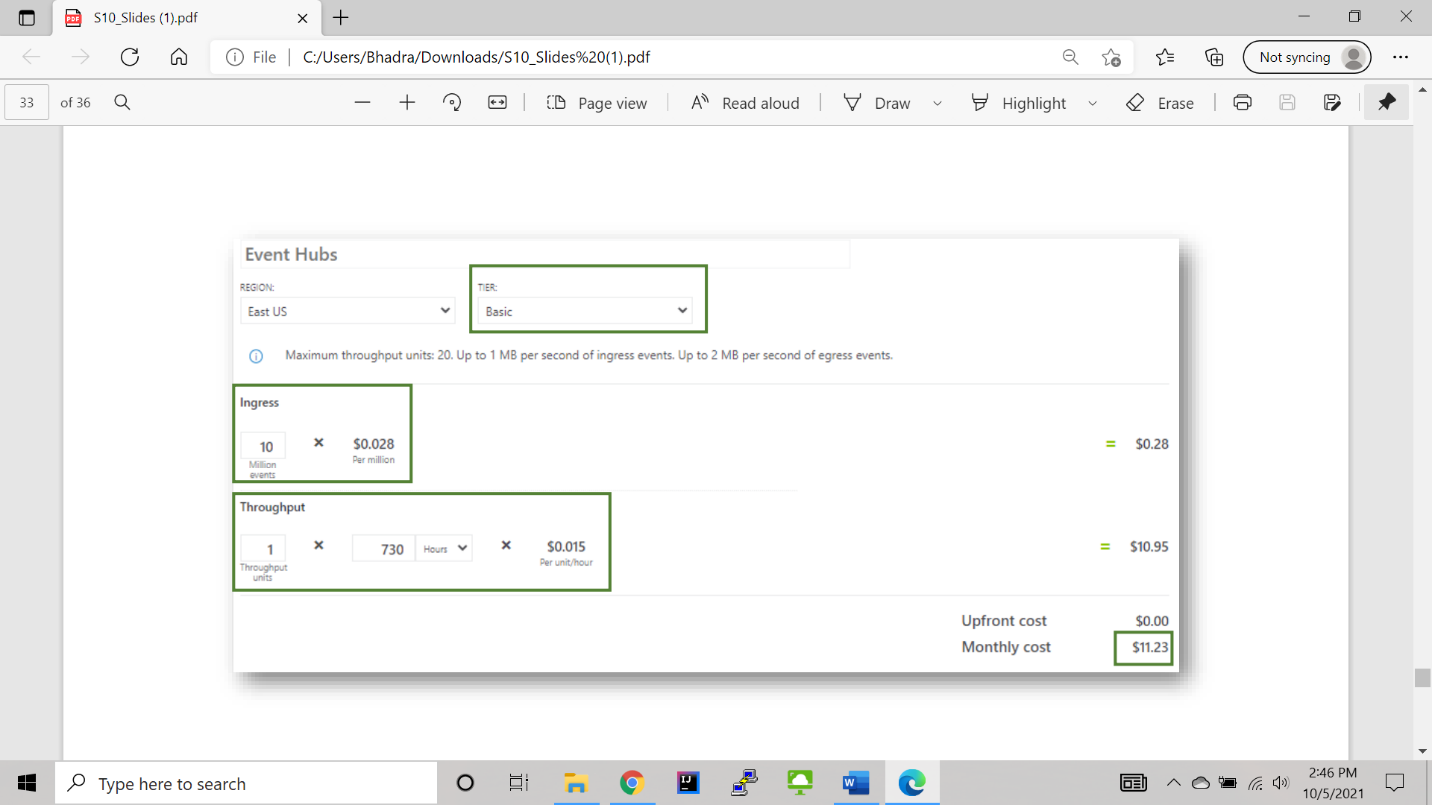 S10_Slides (1).pdf
File
C:/Users/Bhadra/Downloads/S10_Slides%20(1).pdf
Not syncing
33 of 36
Page view
Read aloud
Draw
Highlight
Erase
Event Hubs
REGION: TIER:
East US Basic
Maximum throughput units: 20. Up to 1 MB per second of ingress events. Up to 2 MB per second of egress events.
Ingress
10 × $0.028 = $0.28
Million Per million
events
Throughput
1 × 730 Hours × $0.015 = $10.95
Throughput Per unit/hour
units
Upfront cost $0.00
Monthly cost $11.23
Type here to search
2:46 PM
10/5/2021